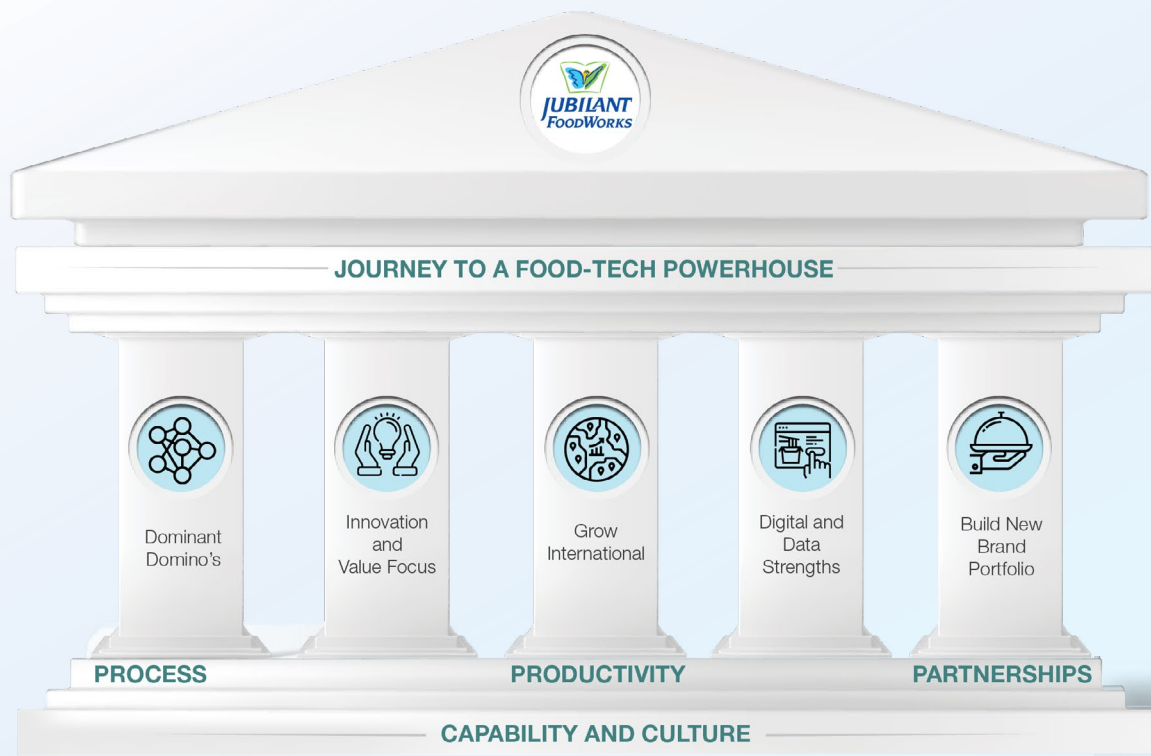 JUBILANT
FOODWORKS
JOURNEY TO A FOOD-TECH POWERHOUSE
Dominant
Domino's
Innovation
and
Value Focus
Grow
International
Digital and
Data
Strengths
Build New
Brand
Portfolio
PROCESS
PRODUCTIVITY
PARTNERSHIPS
CAPABILITY AND CULTURE